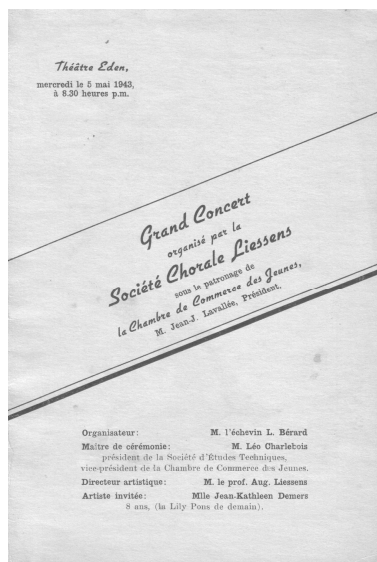 Théâtre Eden,
mercredi le 5 mai 1943,
à 8.30 heures p.m.
Grand Concert
organisé par la
Société Chorale Liessens
sous le patronage de
la Chambre de Commerce des Jeunes,
M. Jean-J. Lavallée, Président.
Organisateur: M. l'échevin L. Bérard
Maître de cérémonie: M. Léo Charlebois
président de la Société d'Études Techniques,
vice-président de la Chambre de Commerce des Jeunes.
Directeur artistique: M. le prof. Aug. Liessens
Artiste invitée: Mlle Jean-Kathleen Demers
8 ans, (la Lily Pons de demain).